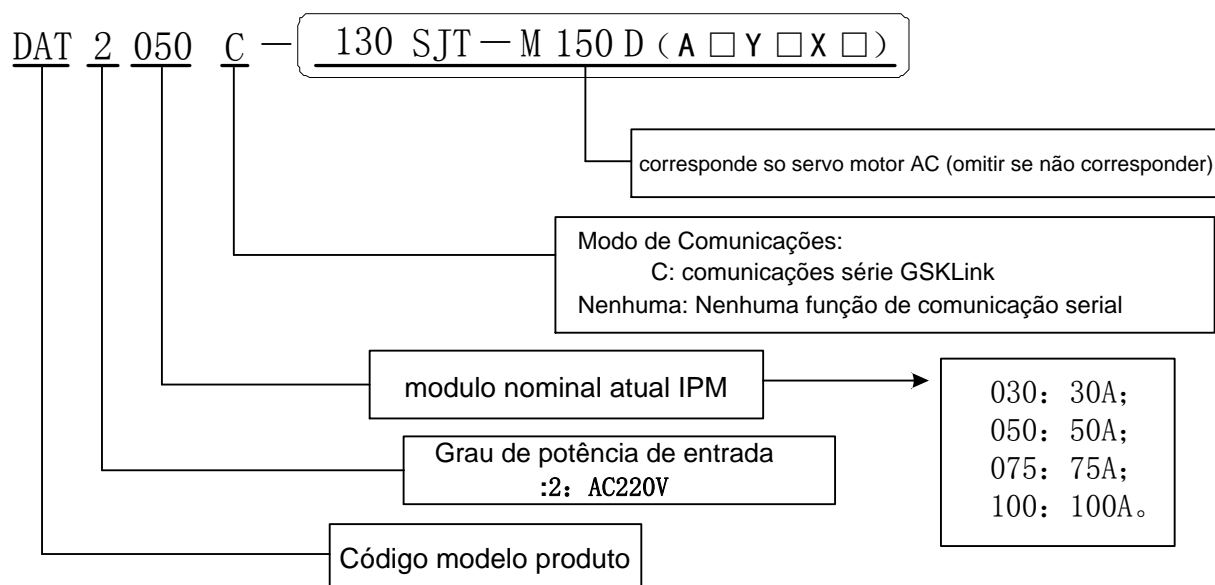 DAT 2 050 C - 130 SJT-M 150 D (A □ Y □ X □)
corresponde so servo motor AC (omitir se não corresponder)
Modo de Comunicações:
C: comunicações série GSKLink
Nenhuma: Nenhuma função de comunicação serial
modulo nominal atual IPM
030: 30A;
050: 50A;
075: 75A;
100: 100A。
Grau de potência de entrada
:2: AC220V
Código modelo produto